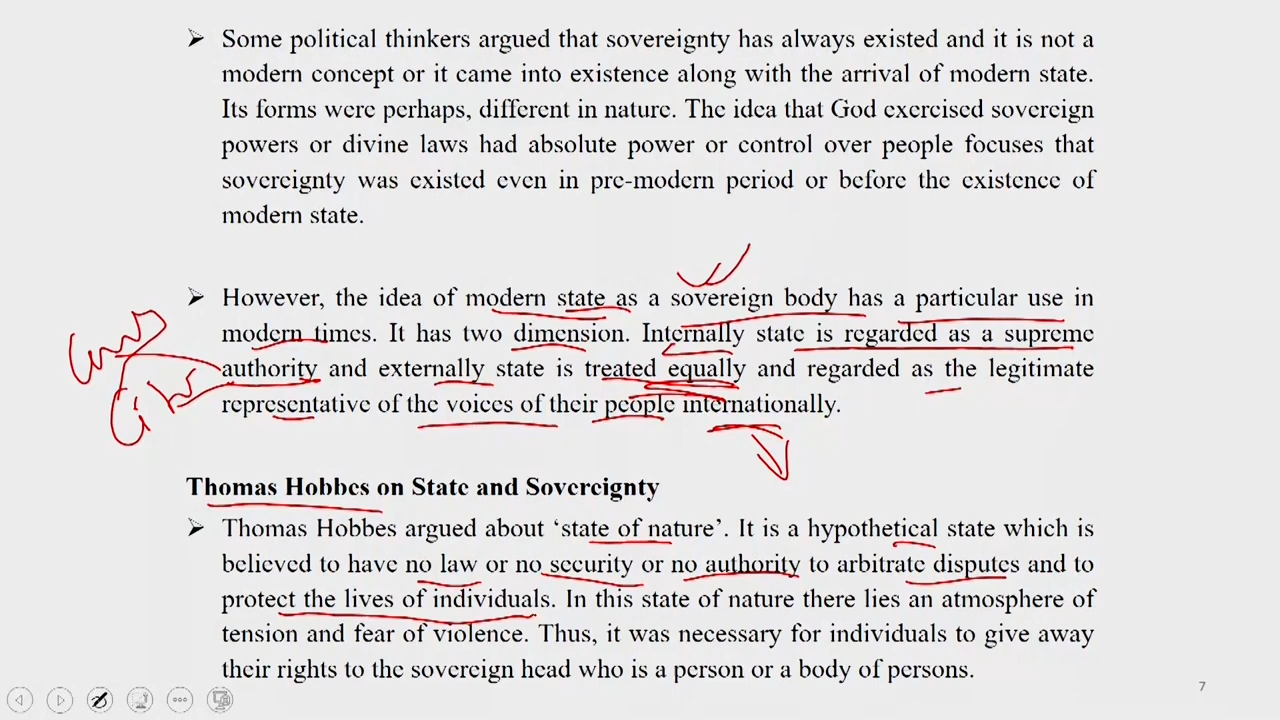 ➢ Some political thinkers argued that sovereignty has always existed and it is not a
modern concept or it came into existence along with the arrival of modern state.
Its forms were perhaps, different in nature. The idea that God exercised sovereign
powers or divine laws had absolute power or control over people focuses that
sovereignty was existed even in pre-modern period or before the existence of
modern state.
➢ However, the idea of modern state as a sovereign body has a particular use in
modern times. It has two dimension. Internally state is regarded as a supreme
authority and externally state is treated equally and regarded as the legitimate
representative of the voices of their people internationally.
Thomas Hobbes on State and Sovereignty
➢ Thomas Hobbes argued about ‘state of nature’. It is a hypothetical state which is
believed to have no law or no security or no authority to arbitrate disputes and to
protect the lives of individuals. In this state of nature there lies an atmosphere of
tension and fear of violence. Thus, it was necessary for individuals to give away
their rights to the sovereign head who is a person or a body of persons.
7